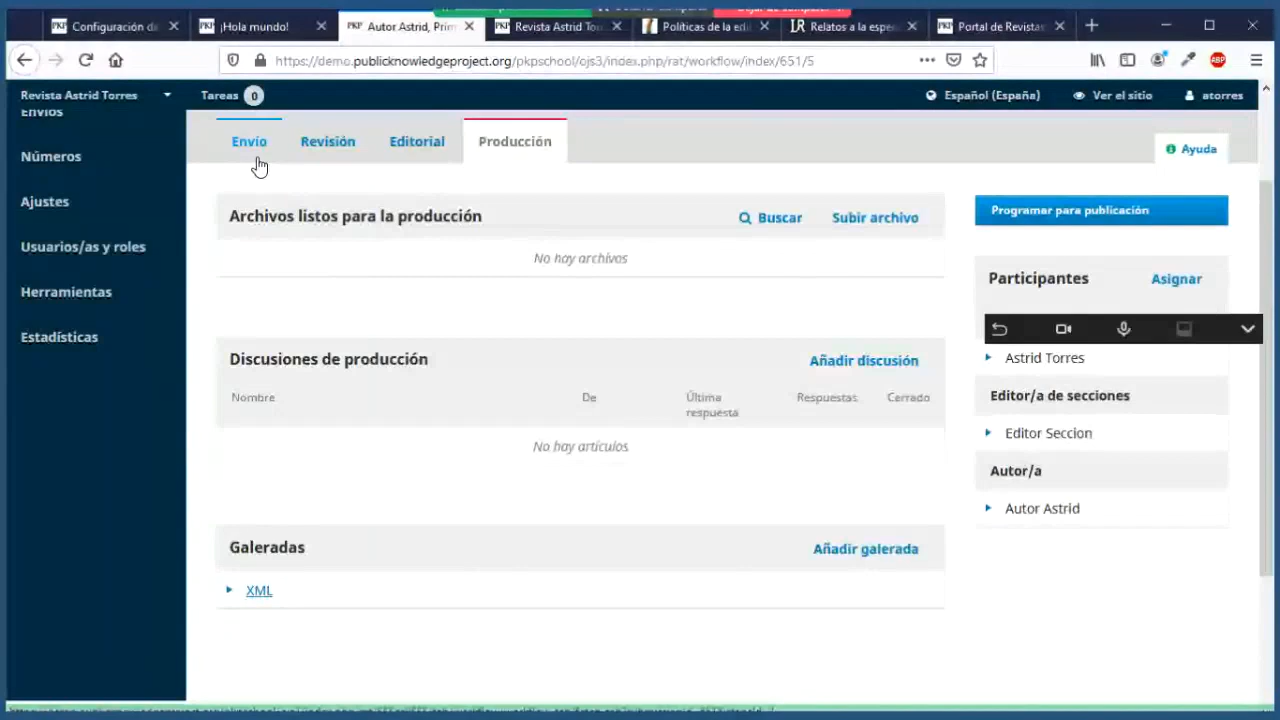 Configuración d
¡Hola mundo!
Autor Astrid, Prim
Revista Astrid To
Políticas de la edi
Relatos a la espe
Portal de Revistas
https://demo.publicknowledgeproject.org/pkpschool/ojs3/index.php/rat/workflow/index/651/5
ABP
Revista Astrid Torres
Tareas 0
Español (España)
Ver el sitio
atorres
Envíos
Números
Ajustes
Usuarios/as y roles
Herramientas
Estadísticas
Envío
Revisión
Editorial
Producción
Ayuda
Archivos listos para la producción
Buscar
Subir archivo
No hay archivos
Programar para publicación
Participantes
Asignar
Astrid Torres
Editor/a de secciones
Editor Seccion
Autor/a
Autor Astrid
Discusiones de producción
Añadir discusión
Nombre
De
Última
respuesta
Respuestas
Cerrado
No hay artículos
Galeradas
Añadir galerada
XML